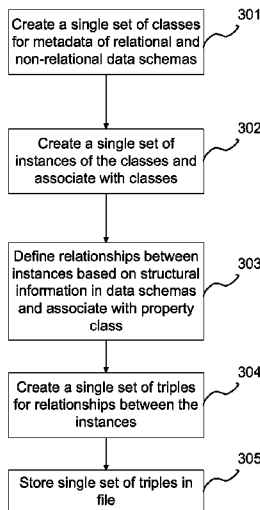 Create a single set of classes
for metadata of relational and
non-relational data schemas
301
Create a single set of
instances of the classes and
associate with classes
302
Define relationships between
instances based on structural
information in data schemas
and associate with property
class
303
Create a single set of triples
for relationships between the
instances
304
Store single set of triples in
file
305